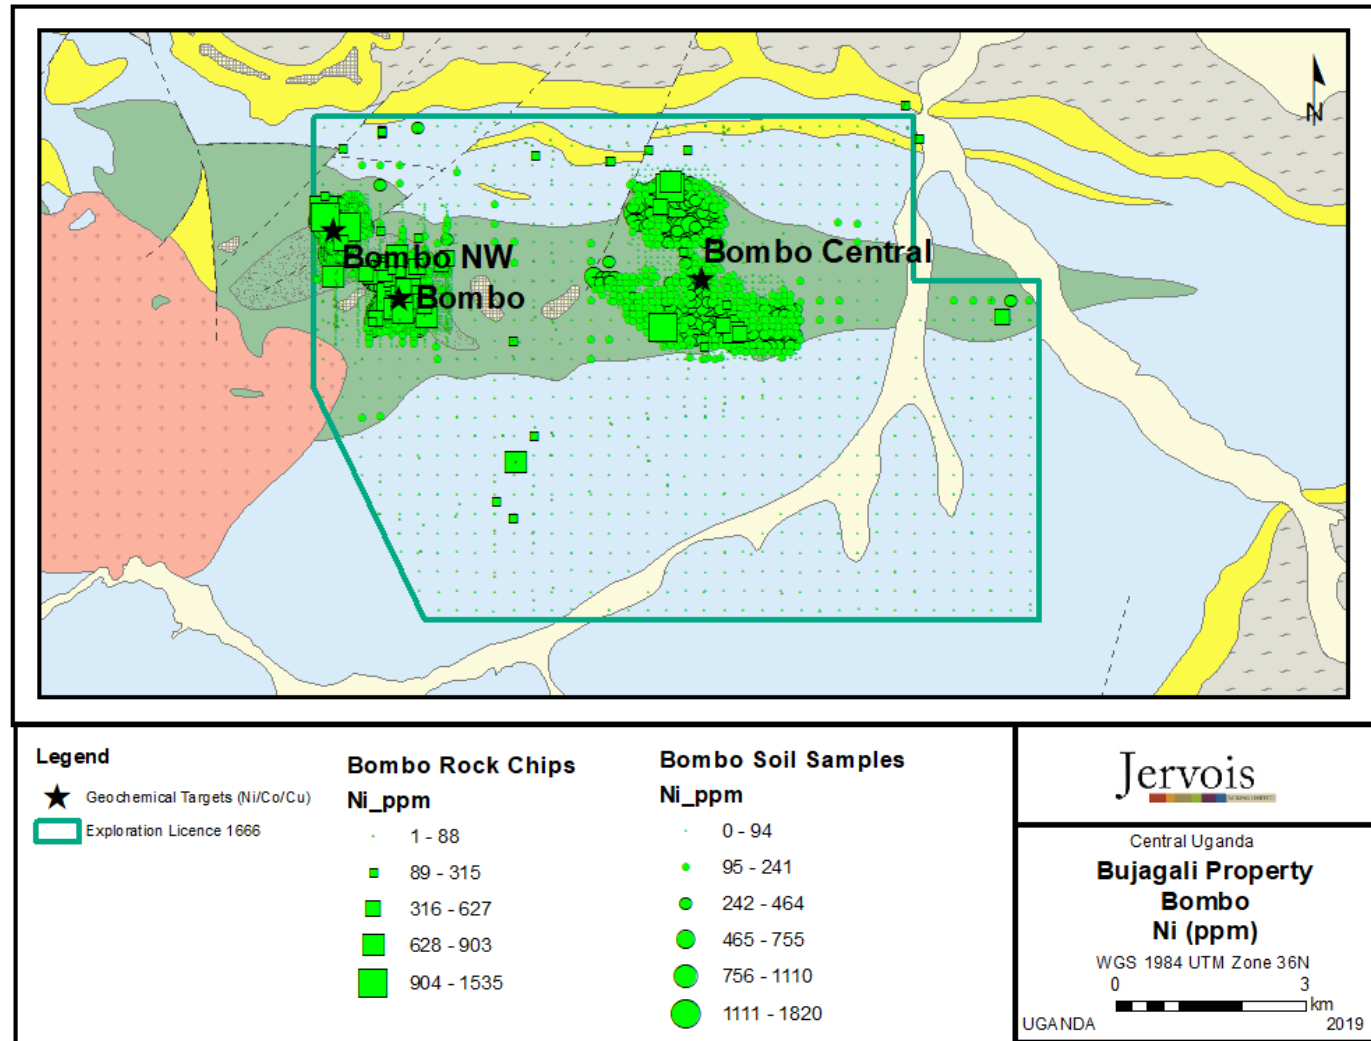 N
Bombo Central
Bombo NW
Bombo
Legend
Geochemical Targets (Ni/Co/Cu)
Exploration Licence 1666
Bombo Rock Chips
Ni_ppm
1 - 88
89 - 315
316 - 627
628 - 903
904 - 1535
Bombo Soil Samples
Ni_ppm
0 - 94
95 - 241
242 - 464
465 - 755
756 - 1110
1111 - 1820
Jervois
Central Uganda
Bujagali Property
Bombo
Ni (ppm)
WGS 1984 UTM Zone 36N
0 3
km
UGANDA 2019